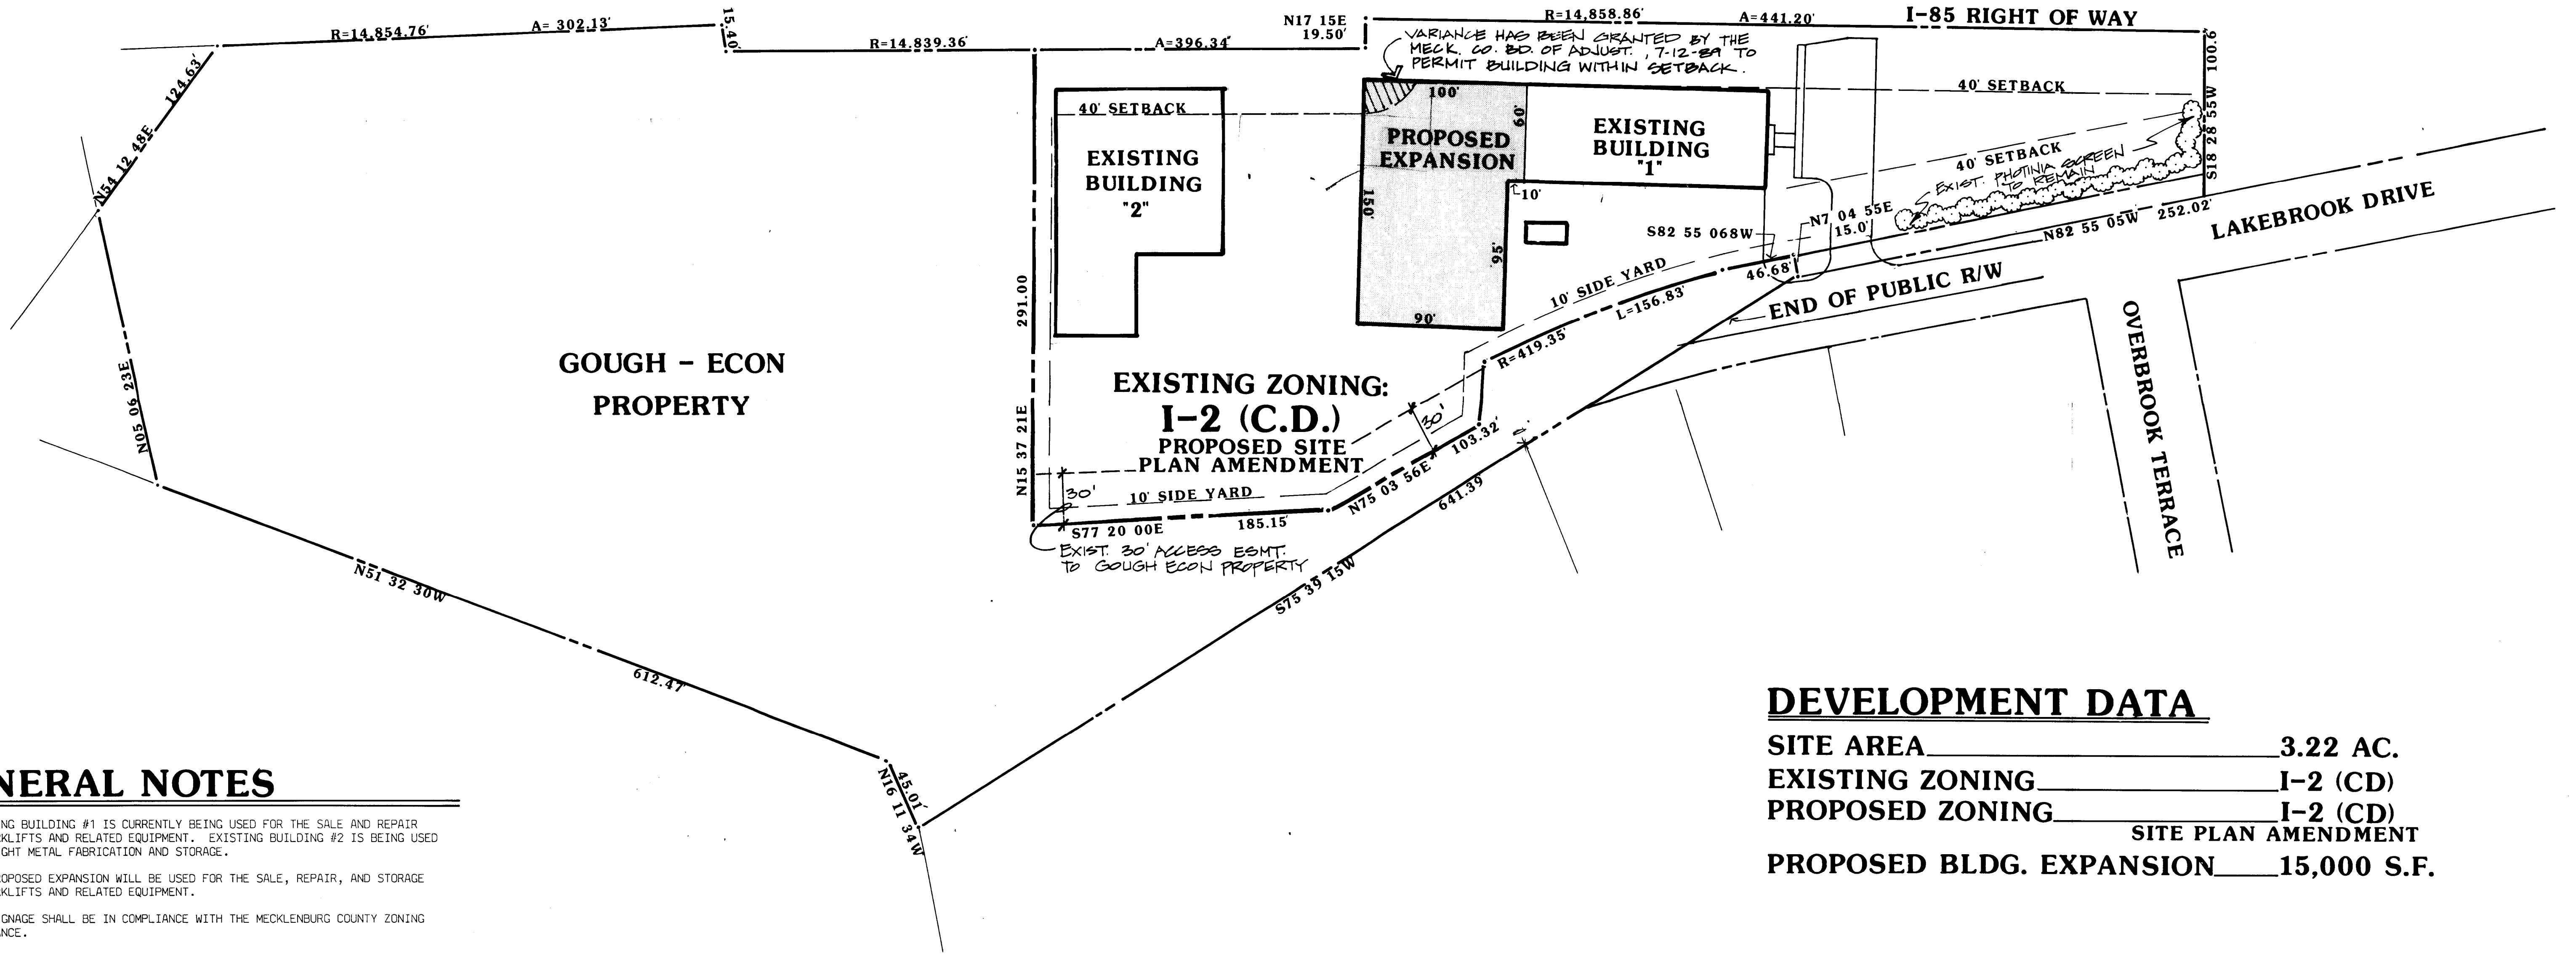 R=14,854.76'
A= 302.13'
15.40'
R=14.839.36'
A=396.34'
N17 15E
19.50'
R=14,858.86'
A=441.20'
I-85 RIGHT OF WAY
VARIANCE HAS BEEN GRANTED BY THE
MECK. CO. BD. OF ADJUST., 7-12-89 TO
PERMIT BUILDING WITHIN SETBACK.
124.63'
N54 12 48E
N05 06 23E
40' SETBACK
EXISTING
BUILDING
"2"
100'
60'
PROPOSED
EXPANSION
150'
95'
90'
10'
EXISTING
BUILDING
"1"
40' SETBACK
40' SETBACK
EXIST. PHOTINIA SCREEN
TO REMAIN
S18 28 55W 100.6
N7 04 55E
15.0'
S82 55 068W
46.68'
N82 55 05W 252.02'
LAKEBROOK DRIVE
10' SIDE YARD
L=156.83'
R=419.35'
END OF PUBLIC R/W
OVERBROOK TERRACE
GOUGH - ECON
PROPERTY
291.00
N15 37 21E
EXISTING ZONING:
I-2 (C.D.)
PROPOSED SITE
PLAN AMENDMENT
30'
30'
10' SIDE YARD
S77 20 00E
185.15'
N75 03 56E
103.32'
EXIST. 30' ACCESS ESMT.
TO GOUGH ECON PROPERTY
641.39
S75 39 15W
N51 32 30W
612.47'
45.01'
N16 11 34W
DEVELOPMENT DATA
SITE AREA 3.22 AC.
EXISTING ZONING I-2 (CD)
PROPOSED ZONING I-2 (CD)
SITE PLAN AMENDMENT
PROPOSED BLDG. EXPANSION 15,000 S.F.
NERAL NOTES
NG BUILDING #1 IS CURRENTLY BEING USED FOR THE SALE AND REPAIR
KLIFTS AND RELATED EQUIPMENT. EXISTING BUILDING #2 IS BEING USED
GHT METAL FABRICATION AND STORAGE.
OPOSED EXPANSION WILL BE USED FOR THE SALE, REPAIR, AND STORAGE
KLIFTS AND RELATED EQUIPMENT.
GNAGE SHALL BE IN COMPLIANCE WITH THE MECKLENBURG COUNTY ZONING
NCE.